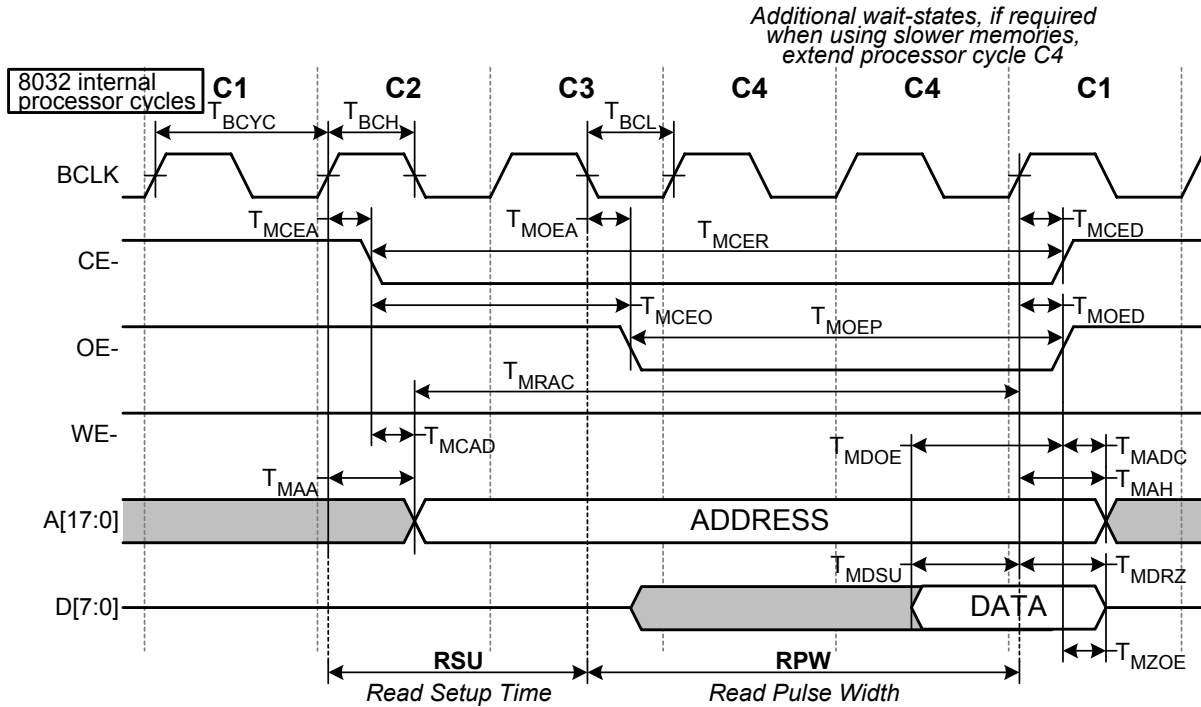 Additional wait-states, if required
when using slower memories,
extend processor cycle C4
8032 internal
processor cycles
C1 C2 C3 C4 C4 C1
TBCYC TBCH TBCL
BCLK
TMCEA TMOEA TMCER TMCED
CE-
TMCEO TMOEP TMOED
OE-
TMRAC
WE-
TMCAD TMDOE TMADC
TMAA TMAH
A[17:0] ADDRESS
TMDSU TMDRZ
D[7:0] DATA
RSU RPW TMZOE
Read Setup Time Read Pulse Width